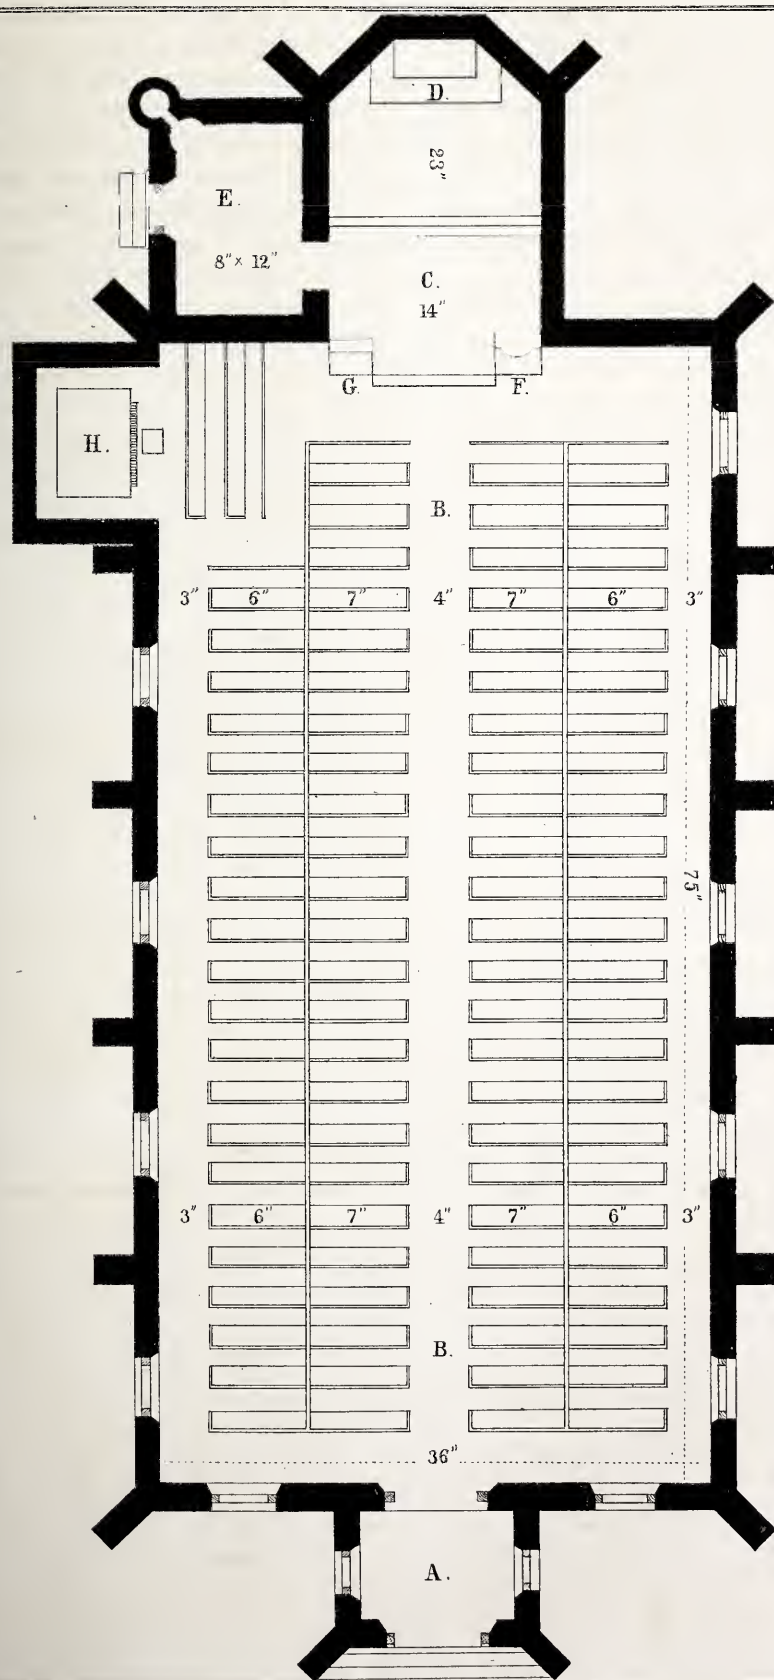 D.
23"
E.
8" × 12"
C.
14"
G.
F.
H.
B.
3" 6" 7" 4" 7" 6" 3"
75"
3" 6" 7" 4" 7" 6" 3"
B.
36"
A.